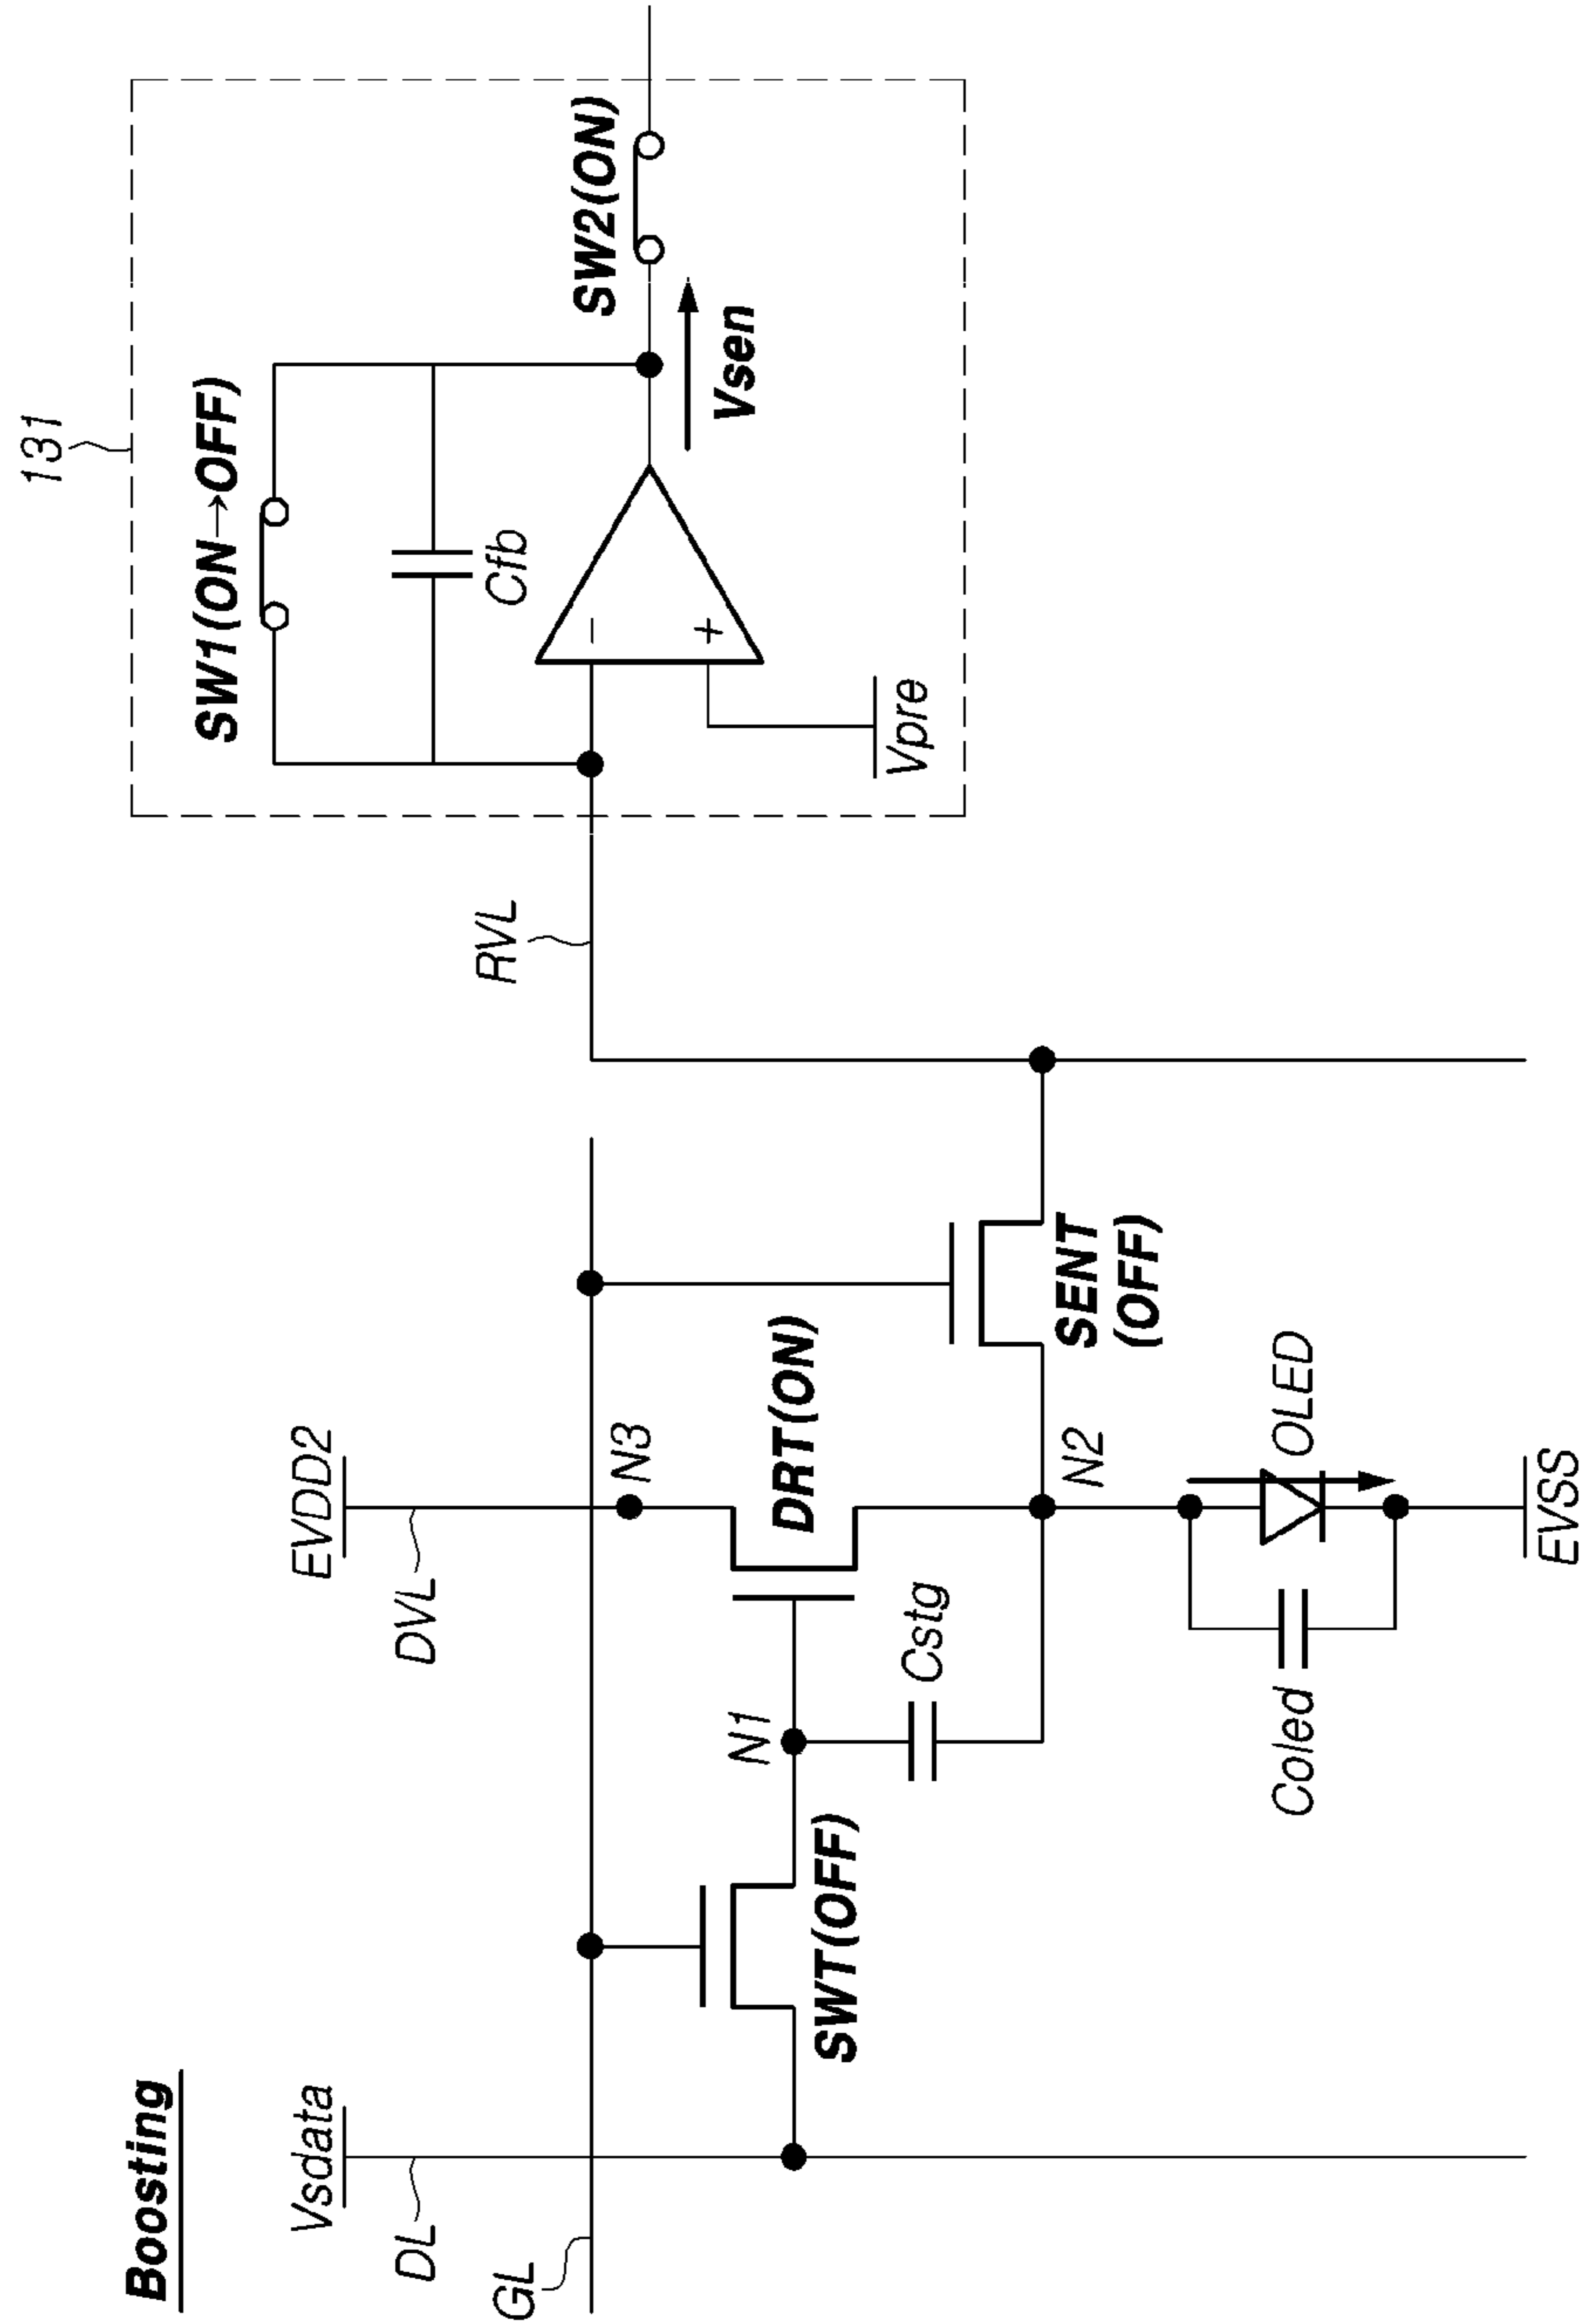 Boosting
131
SW1(ON→OFF)
Vsdata
EVDD2
DL
DVL
RVL
Cfb
SW2(ON)
GL
N3
−
+
Vsen
N1
DRT(ON)
SWT(OFF)
Cstg
Vpre
N2
SENT
(OFF)
Coled
OLED
EVSS